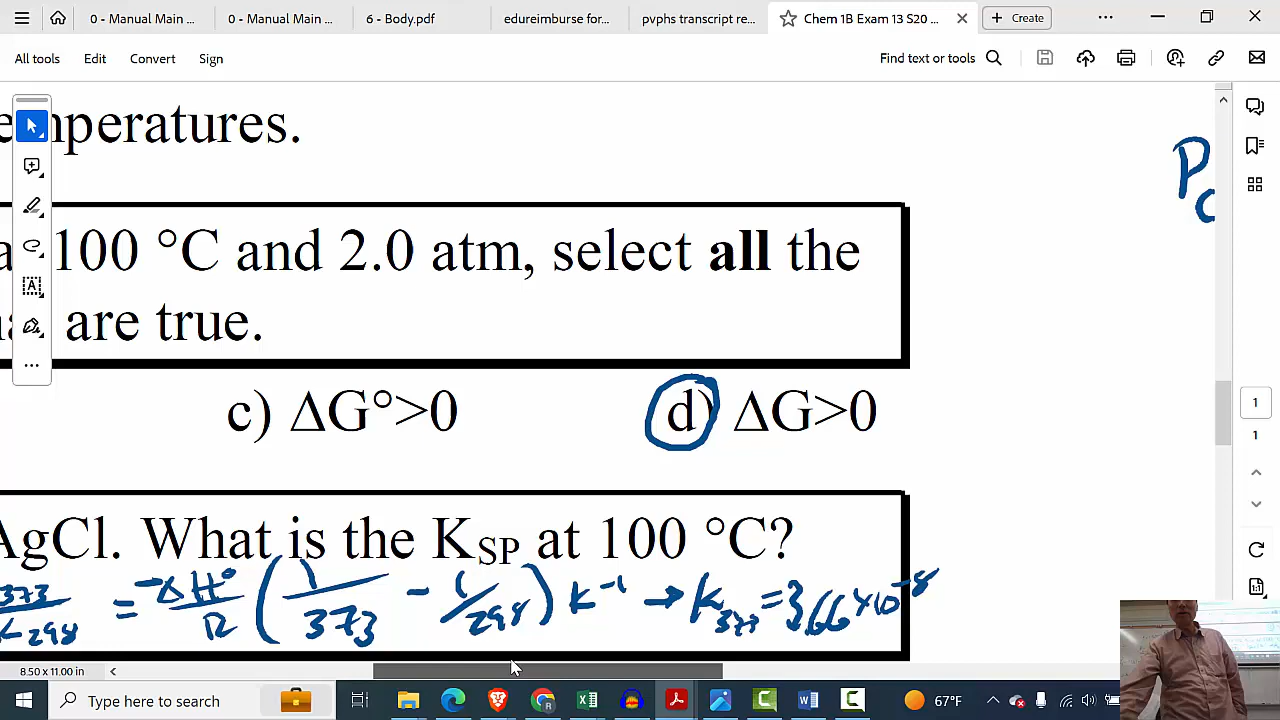 0 - Manual Main ...
0 - Manual Main ...
6 - Body.pdf
edureimburse for...
pvphs transcript re...
Chem 1B Exam 13 S20 ...
Create
All tools
Edit
Convert
Sign
Find text or tools
emperatures.
100 °C and 2.0 atm, select all the
are true.
c) ΔG°>0
d) ΔG>0
AgCl. What is the KSP at 100 °C?
373 / K 298 = -ΔH°/R (1/373 - 1/298) K⁻¹ → K373 = 3.66 x10⁻⁸
P
1
1
8.50 x 11.00 in
Type here to search
67°F